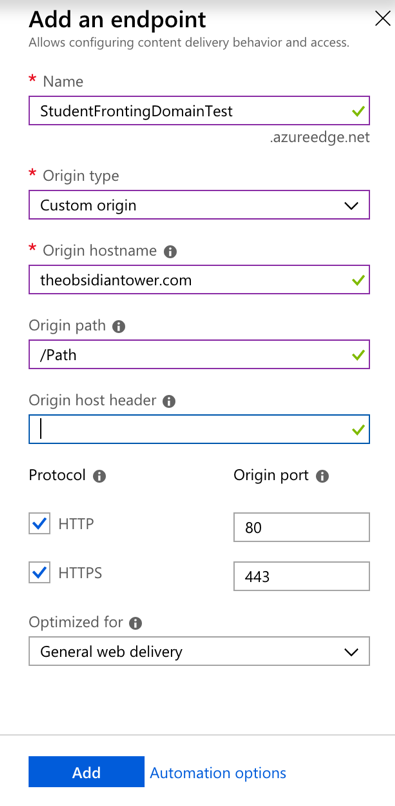 Add an endpoint
Allows configuring content delivery behavior and access.
* Name
StudentFrontingDomainTest
.azureedge.net
* Origin type
Custom origin
* Origin hostname
theobsidiantower.com
Origin path
/Path
Origin host header
Protocol Origin port
HTTP 80
HTTPS 443
Optimized for
General web delivery
Add Automation options